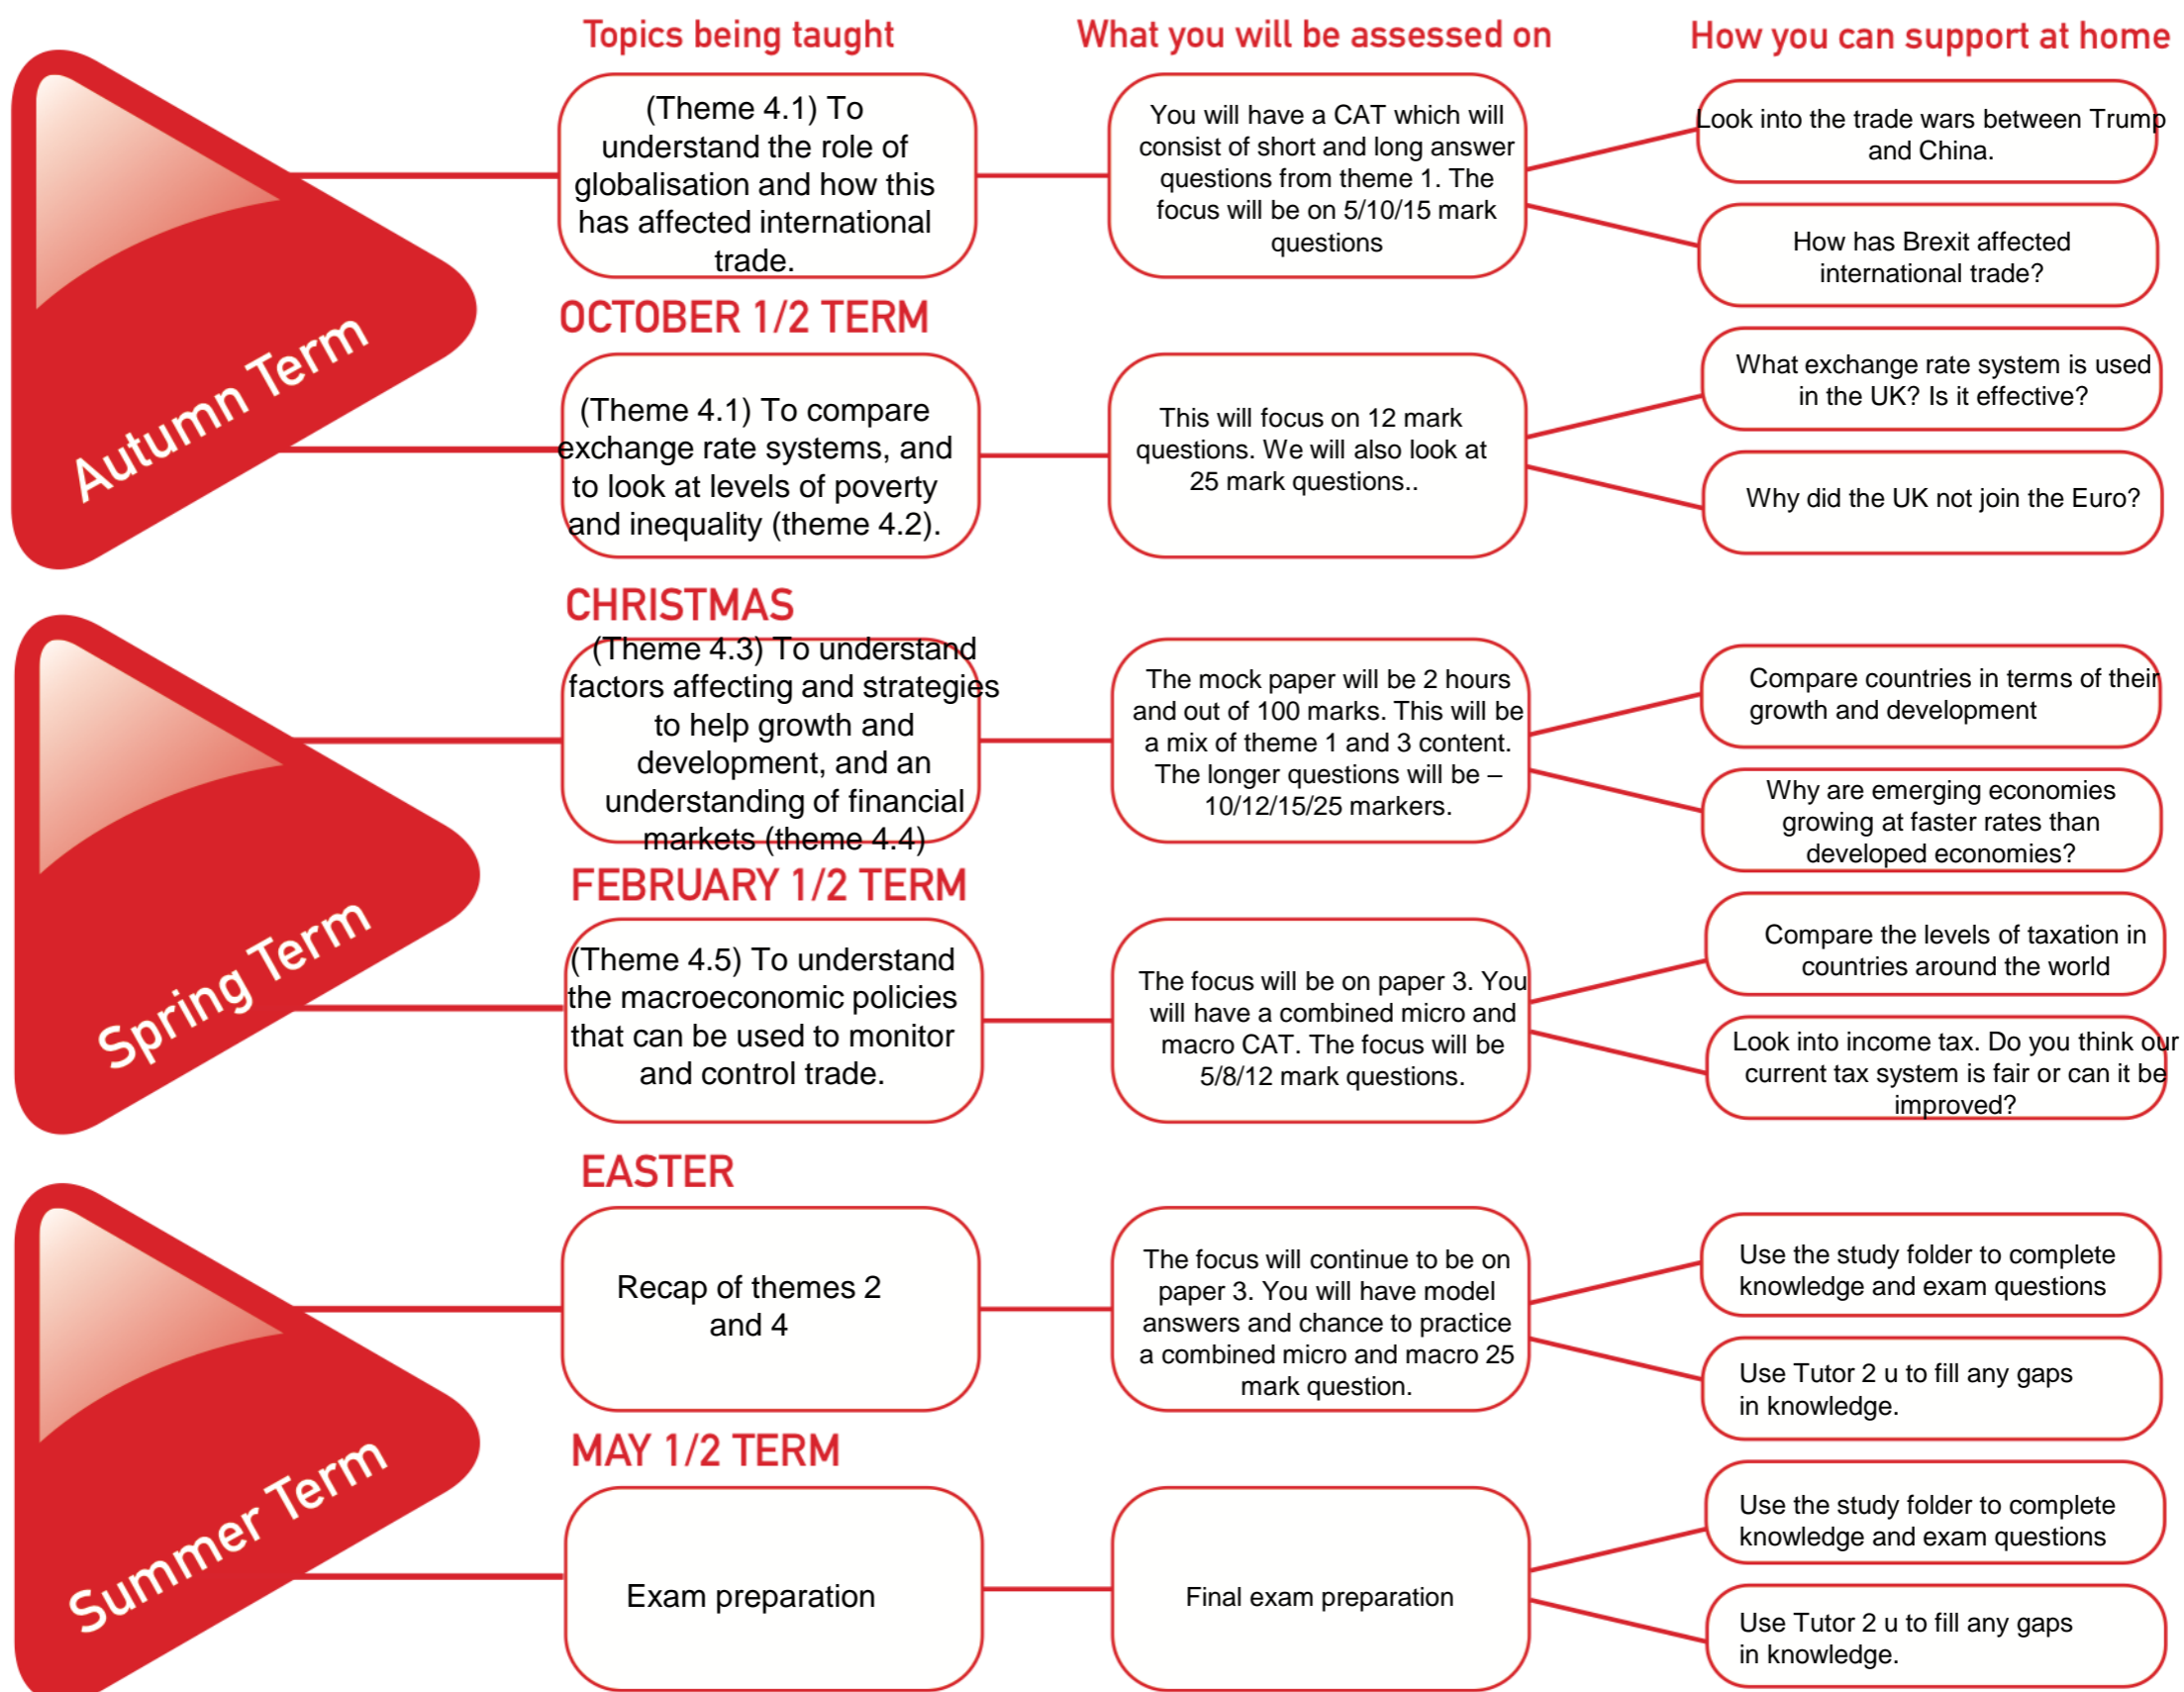 Topics being taught
What you will be assessed on
How you can support at home
Autumn Term
(Theme 4.1) To
understand the role of
globalisation and how this
has affected international
trade.
You will have a CAT which will
consist of short and long answer
questions from theme 1. The
focus will be on 5/10/15 mark
questions
Look into the trade wars between Trump
and China.
How has Brexit affected
international trade?
OCTOBER 1/2 TERM
(Theme 4.1) To compare
exchange rate systems, and
to look at levels of poverty
and inequality (theme 4.2).
This will focus on 12 mark
questions. We will also look at
25 mark questions..
What exchange rate system is used
in the UK? Is it effective?
Why did the UK not join the Euro?
CHRISTMAS
Spring Term
(Theme 4.3) To understand
factors affecting and strategies
to help growth and
development, and an
understanding of financial
markets (theme 4.4)
The mock paper will be 2 hours
and out of 100 marks. This will be
a mix of theme 1 and 3 content.
The longer questions will be –
10/12/15/25 markers.
Compare countries in terms of their
growth and development
Why are emerging economies
growing at faster rates than
developed economies?
FEBRUARY 1/2 TERM
(Theme 4.5) To understand
the macroeconomic policies
that can be used to monitor
and control trade.
The focus will be on paper 3. You
will have a combined micro and
macro CAT. The focus will be
5/8/12 mark questions.
Compare the levels of taxation in
countries around the world
Look into income tax. Do you think our
current tax system is fair or can it be
improved?
EASTER
Summer Term
Recap of themes 2
and 4
The focus will continue to be on
paper 3. You will have model
answers and chance to practice
a combined micro and macro 25
mark question.
Use the study folder to complete
knowledge and exam questions
Use Tutor 2 u to fill any gaps
in knowledge.
MAY 1/2 TERM
Exam preparation
Final exam preparation
Use the study folder to complete
knowledge and exam questions
Use Tutor 2 u to fill any gaps
in knowledge.